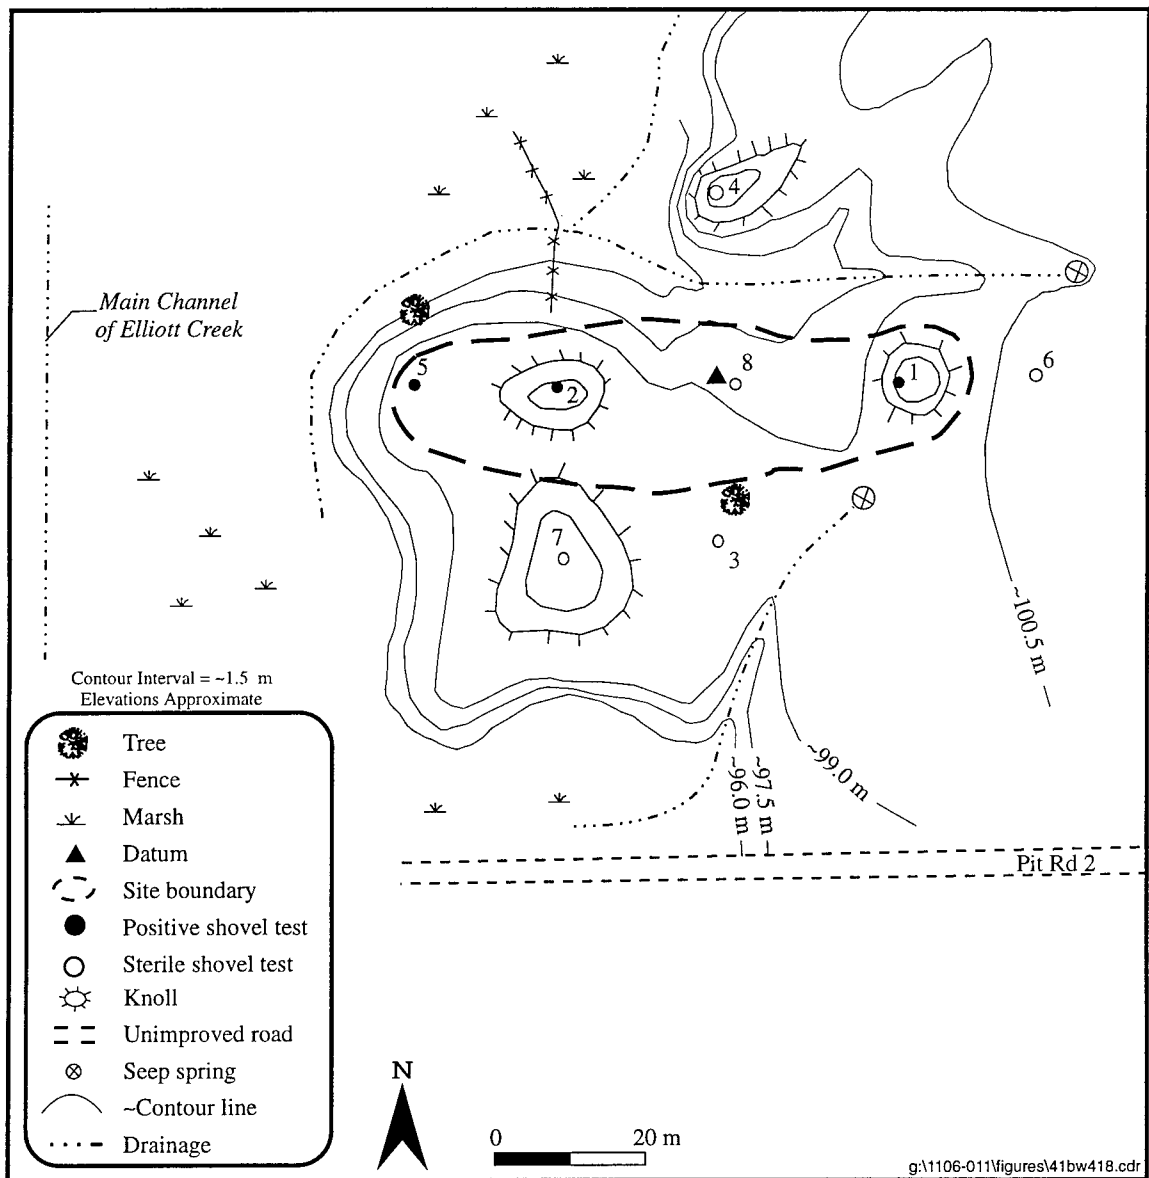 4
Main Channel
of Elliott Creek
5
2
8
1
6
7
3
~100.5 m
Contour Interval = ~1.5 m
Elevations Approximate
~96.0 m
~97.5 m
~99.0 m
Tree
Fence
Marsh
Datum
Site boundary
Positive shovel test
Sterile shovel test
Knoll
Unimproved road
Seep spring
~Contour line
Drainage
Pit Rd 2
N
0 20 m
g:\1106-011\figures\41bw418.cdr